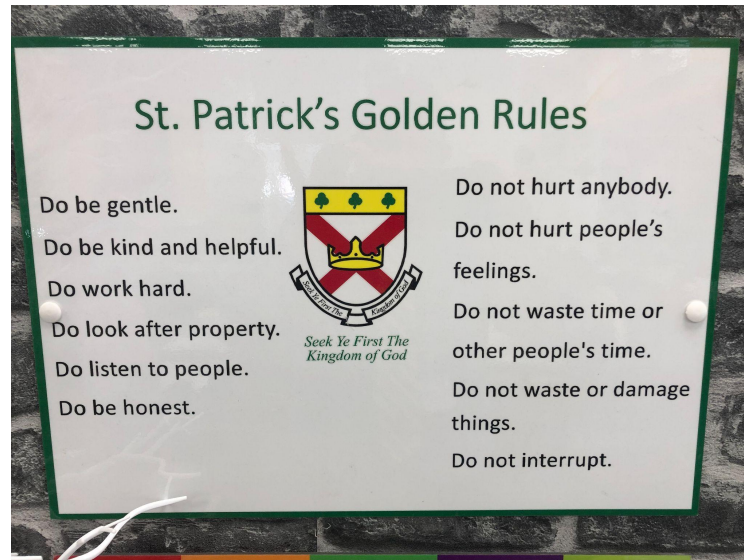 St. Patrick's Golden Rules
Do be gentle.
Do be kind and helpful.
Do work hard.
Do look after property.
Do listen to people.
Do be honest.
Seek Ye First The
Kingdom of God
Seek Ye First The
Kingdom of God
Do not hurt anybody.
Do not hurt people's
feelings.
Do not waste time or
other people's time.
Do not waste or damage
things.
Do not interrupt.